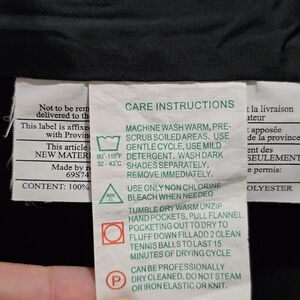 Not to be rem
delivered to the
This label is affixe
with Provinc
This article
NEW MATERI
Made by r
69S74
CONTENT: 100%
CARE INSTRUCTIONS
MACHINE WASH WARM, PRE-
SCRUB SOILED AREAS. USE
GENTLE CYCLE, USE MILD
DETERGENT. WASH DARK
SHADES SEPARATELY,
REMOVE IMMEDIATELY.
90°-110°F
32 - 43°C
USE ONLY NON CHLORINE
BLEACH WHEN NEEDED
TUMBLE DRY WARM UNZIP
HAND POCKETS, PULL FLANNEL
POCKETING OUT TO DRY TO
FLUFF DOWN FILL ADD 2 CLEAN
TENNIS BALLS TO LAST 15
MINUTES OF DRYING CYCLE
P
CAN BE PROFESSIONALLY
DRY CLEANED. DO NOT STEAM
OR IRON ELASTIC OR KNIT.
t la livraison
ateur
t apposée
de la
SEULEMENT
e permis:
OLYESTER